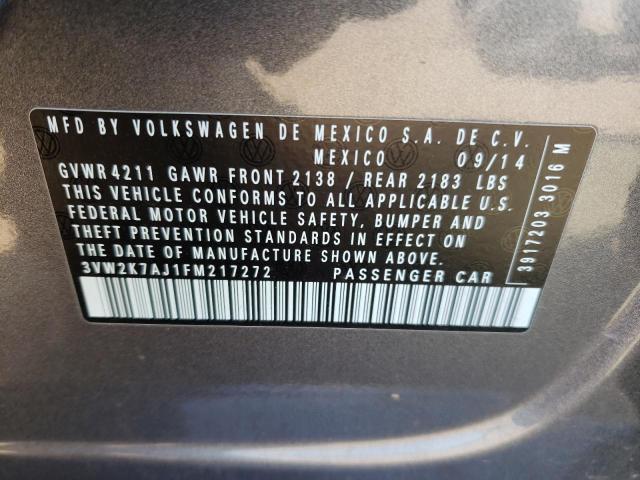 MFD BY VOLKSWAGEN DE MEXICO S.A. DE C.V.
MEXICO 09/14
GVWR 4211 GAWR FRONT 2138 / REAR 2183 LBS
THIS VEHICLE CONFORMS TO ALL APPLICABLE U.S.
FEDERAL MOTOR VEHICLE SAFETY, BUMPER AND
THEFT PREVENTION STANDARDS IN EFFECT ON
THE DATE OF MANUFACTURE SHOWN ABOVE.
3VW2K7AJ1FM217272 PASSENGER CAR
3917203 3016 M